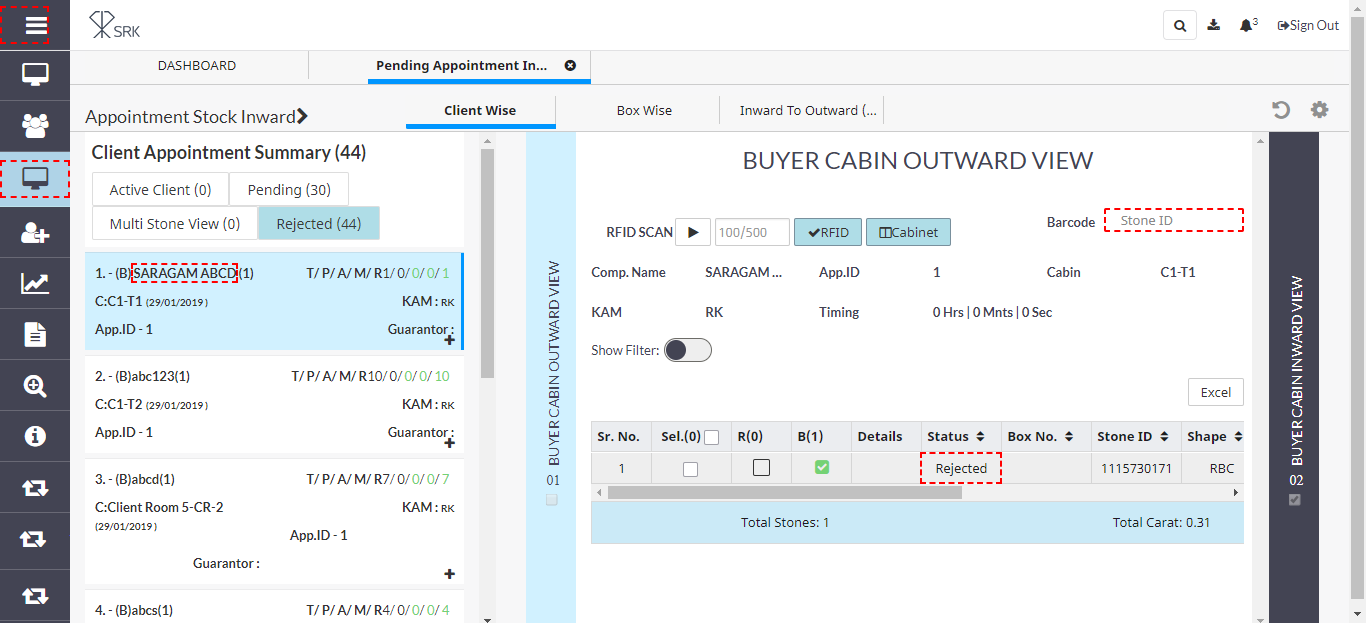 SRK
3
Sign Out
DASHBOARD
Pending Appointment In...
Appointment Stock Inward
Client Wise
Box Wise
Inward To Outward (...
Client Appointment Summary (44)
Active Client (0)
Pending (30)
Multi Stone View (0)
Rejected (44)
1. - (B)SARAGAM ABCD(1) T/ P/ A/ M/ R1/ 0/0/0/1
C:C1-T1 (29/01/2019 ) KAM : RK
App.ID - 1 Guarantor :
2. - (B)abc123(1) T/ P/ A/ M/ R10/ 0/0/0/10
C:C1-T2 (29/01/2019 ) KAM : RK
App.ID - 1 Guarantor :
3. - (B)abcd(1) T/ P/ A/ M/ R7/ 0/0/0/7
C:Client Room 5-CR-2 KAM : RK
(29/01/2019 )
App.ID - 1
Guarantor :
4. - (B)abcs(1) T/ P/ A/ M/ R4/ 0/0/0/4
BUYER CABIN OUTWARD VIEW
01
BUYER CABIN OUTWARD VIEW
RFID SCAN 100/500 RFID Cabinet Barcode Stone ID
Comp. Name SARAGAM ... App.ID 1 Cabin C1-T1
KAM RK Timing 0 Hrs | 0 Mnts | 0 Sec
Show Filter:
Excel
Sr. No. Sel.(0) R(0) B(1) Details Status Box No. Stone ID Shape
1 Rejected 1115730171 RBC
Total Stones: 1 Total Carat: 0.31
BUYER CABIN INWARD VIEW
02